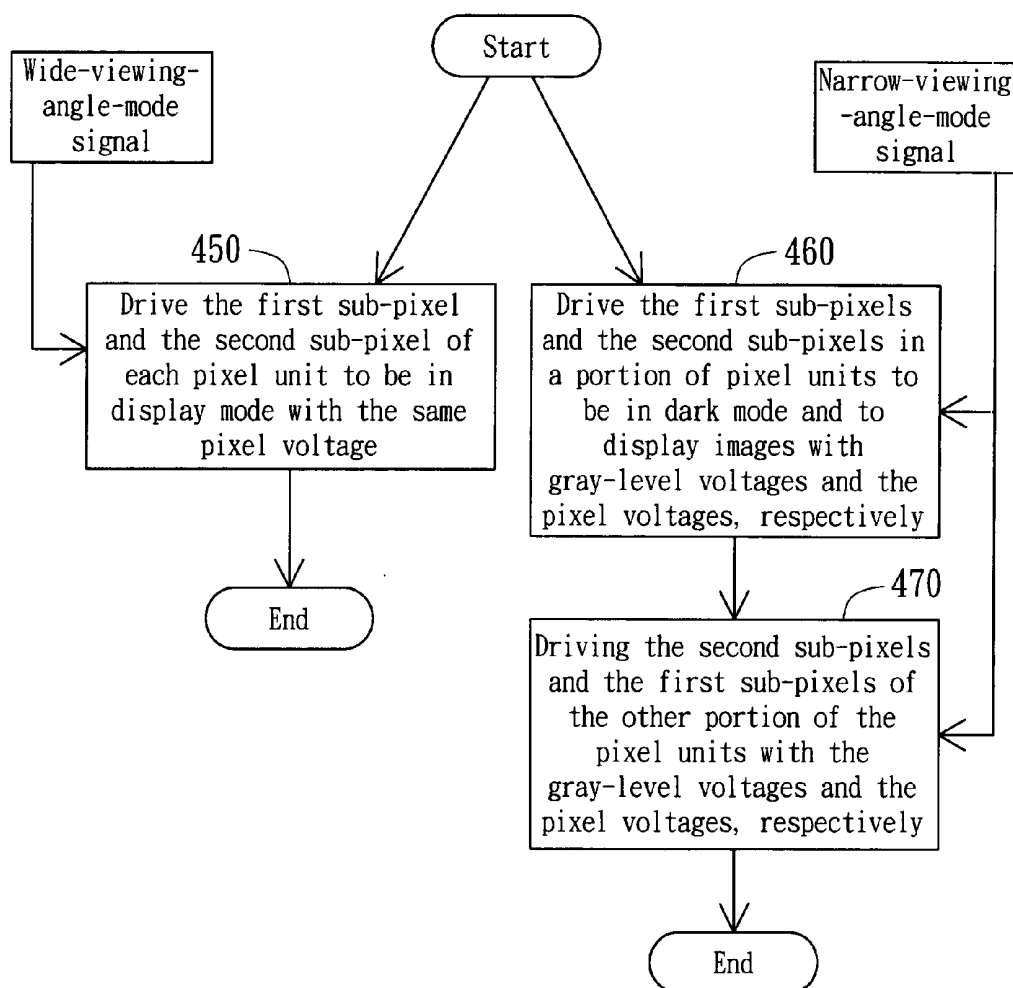 Start
Wide-viewing-
angle-mode
signal
Narrow-viewing
-angle-mode
signal
450
Drive the first sub-pixel
and the second sub-pixel of
each pixel unit to be in
display mode with the same
pixel voltage
End
460
Drive the first sub-pixels
and the second sub-pixels in
a portion of pixel units to
be in dark mode and to
display images with
gray-level voltages and the
pixel voltages, respectively
470
Driving the second sub-pixels
and the first sub-pixels of
the other portion of the
pixel units with the
gray-level voltages and the
pixel voltages, respectively
End